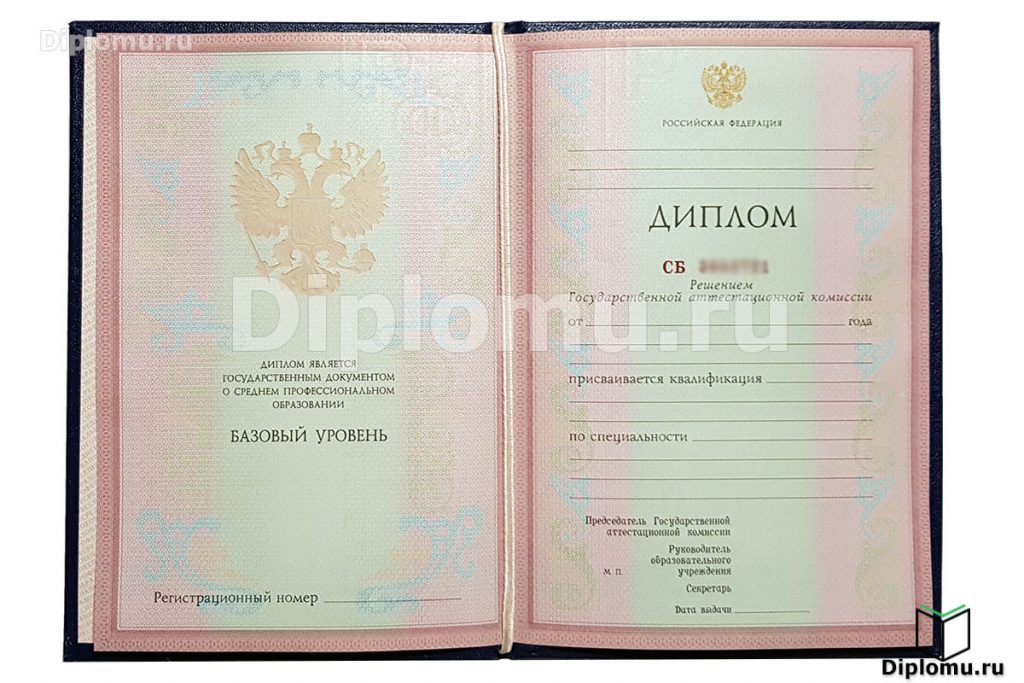 Diplomu.ru
ДИПЛОМ ЯВЛЯЕТСЯ
ГОСУДАРСТВЕННЫМ ДОКУМЕНТОМ
О СРЕДНЕМ ПРОФЕССИОНАЛЬНОМ
ОБРАЗОВАНИИ
БАЗОВЫЙ УРОВЕНЬ
Регистрационный номер
РОССИЙСКАЯ ФЕДЕРАЦИЯ
ДИПЛОМ
СБ
Решением
Государственной аттестационной комиссии
от года
присваивается квалификация
по специальности
Председатель Государственной
аттестационной комиссии
Руководитель
образовательного
М П. учреждения
Секретарь
Дата выдачи
Diplomu.ru
Diplomu.ru